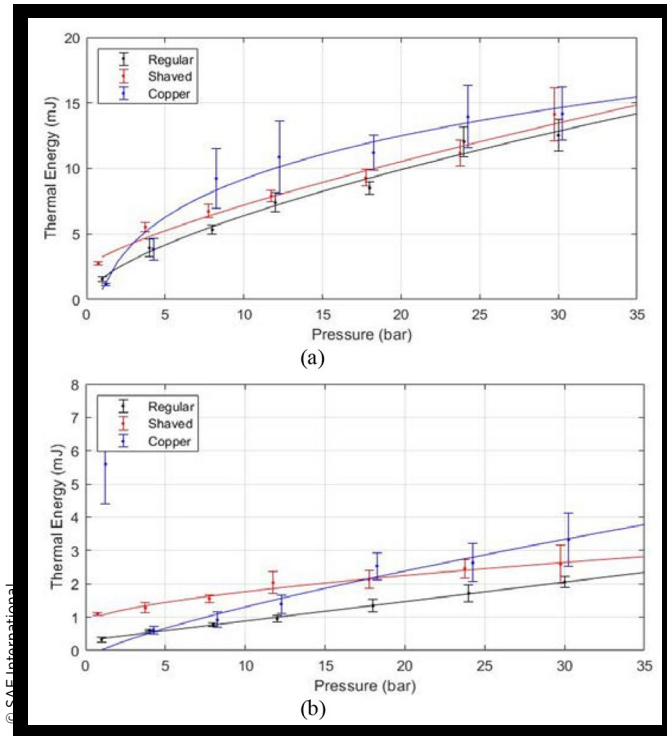 20
15
10
5
0
Thermal Energy (mJ)
Regular
Shaved
Copper
0 5 10 15 20 25 30 35
Pressure (bar)
(a)
8
7
6
5
4
3
2
1
0
Thermal Energy (mJ)
Regular
Shaved
Copper
0 5 10 15 20 25 30 35
Pressure (bar)
(b)
© SAE International